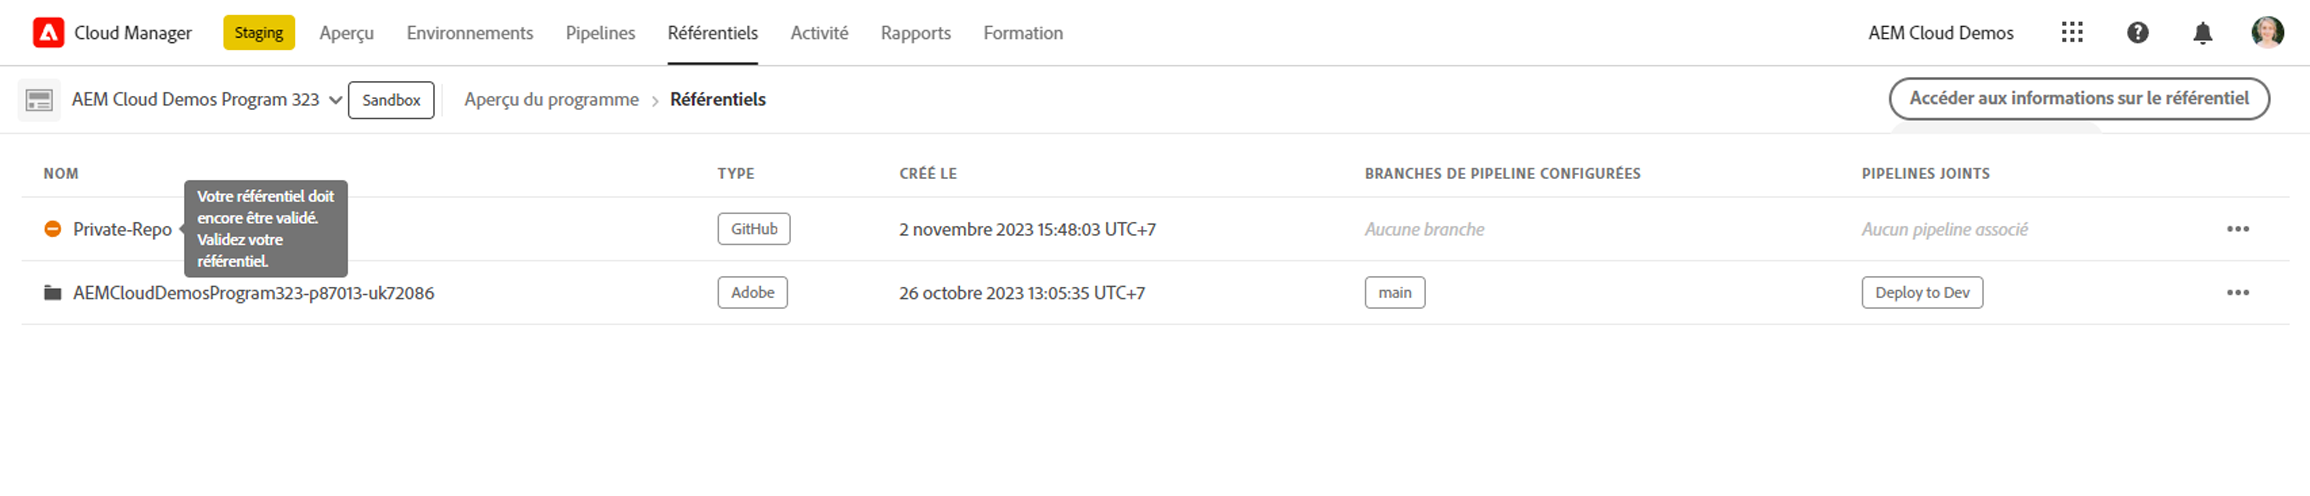 Cloud Manager Staging Aperçu Environnements Pipelines Référentiels Activité Rapports Formation AEM Cloud Demos
AEM Cloud Demos Program 323 Sandbox Aperçu du programme > Référentiels Accéder aux informations sur le référentiel
NOM TYPE CRÉÉ LE BRANCHES DE PIPELINE CONFIGURÉES PIPELINES JOINTS
Votre référentiel doit
encore être validé.
Validez votre
référentiel.
Private-Repo GitHub 2 novembre 2023 15:48:03 UTC+7 Aucune branche Aucun pipeline associé
AEMCloudDemosProgram323-p87013-uk72086 Adobe 26 octobre 2023 13:05:35 UTC+7 main Deploy to Dev